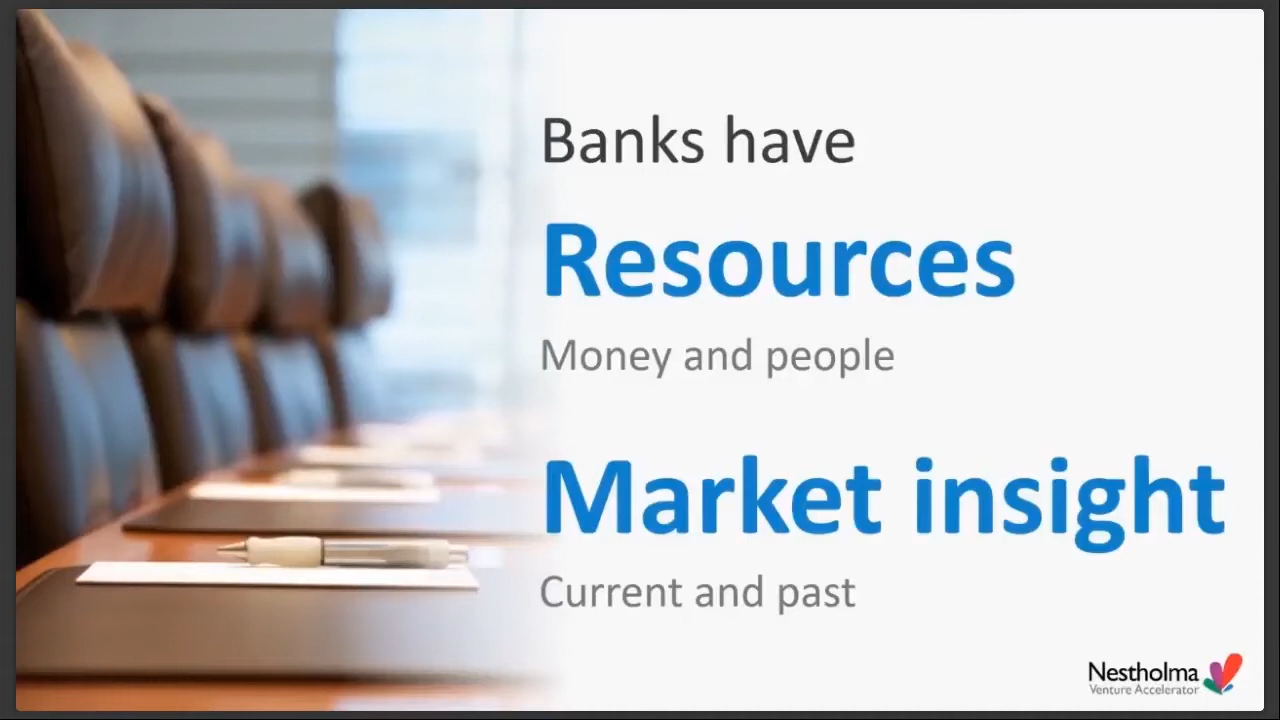 Banks have
Resources
Money and people
Market insight
Current and past
Nestholma
Venture Accelerator